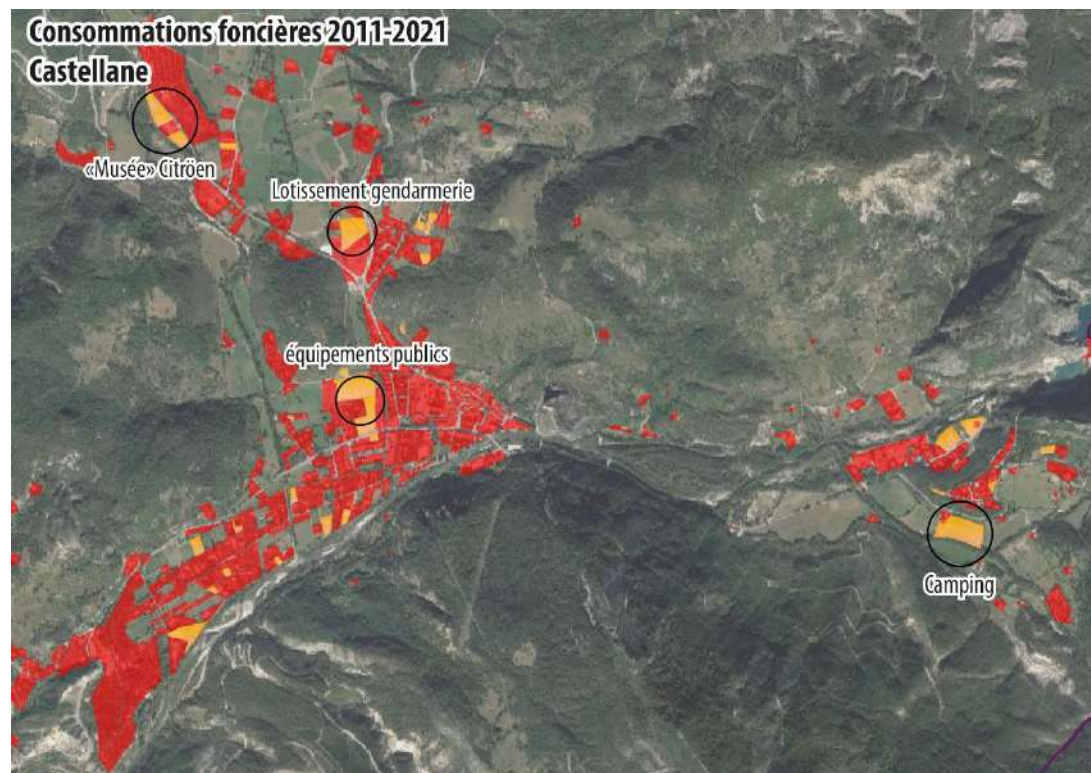 Consommations foncières 2011-2021
Castellane
«Musée» Citröen
Lotissement gendarmerie
équipements publics
Camping